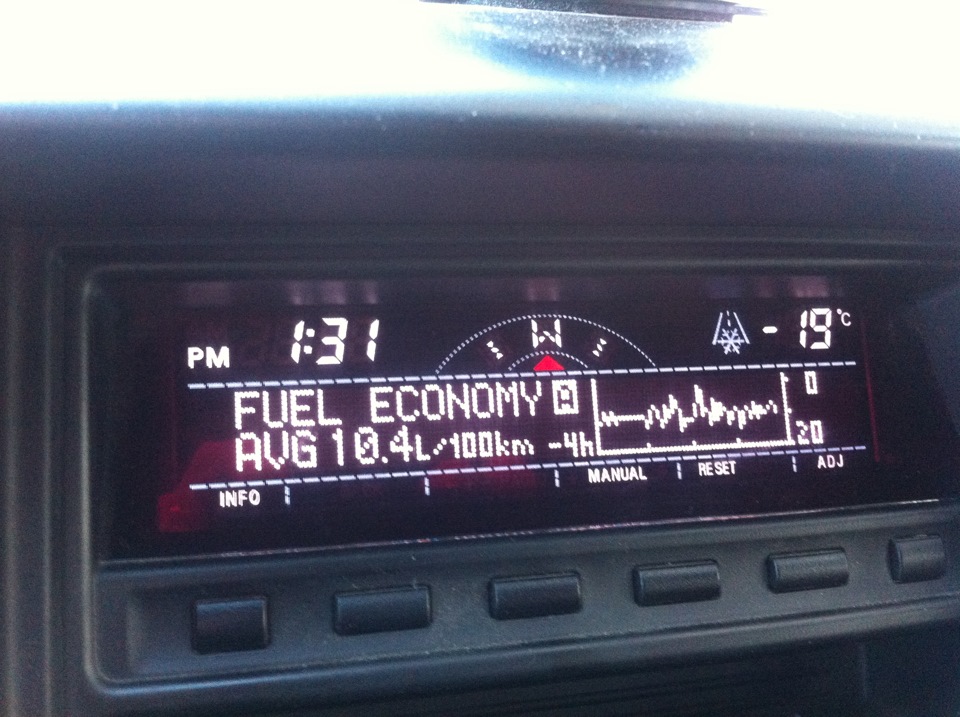 PM 1:31 W -19 °C
FUEL ECONOMY A 0
AVG 10.4L/100km -4h 20
INFO MANUAL RESET ADJ